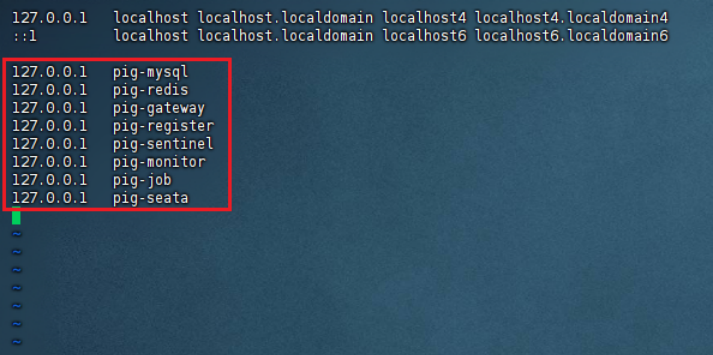 127.0.0.1   localhost localhost.localdomain localhost4 localhost4.localdomain4
::1         localhost localhost.localdomain localhost6 localhost6.localdomain6
127.0.0.1   pig-mysql
127.0.0.1   pig-redis
127.0.0.1   pig-gateway
127.0.0.1   pig-register
127.0.0.1   pig-sentinel
127.0.0.1   pig-monitor
127.0.0.1   pig-job
127.0.0.1   pig-seata
~
~
~
~
~
~
~